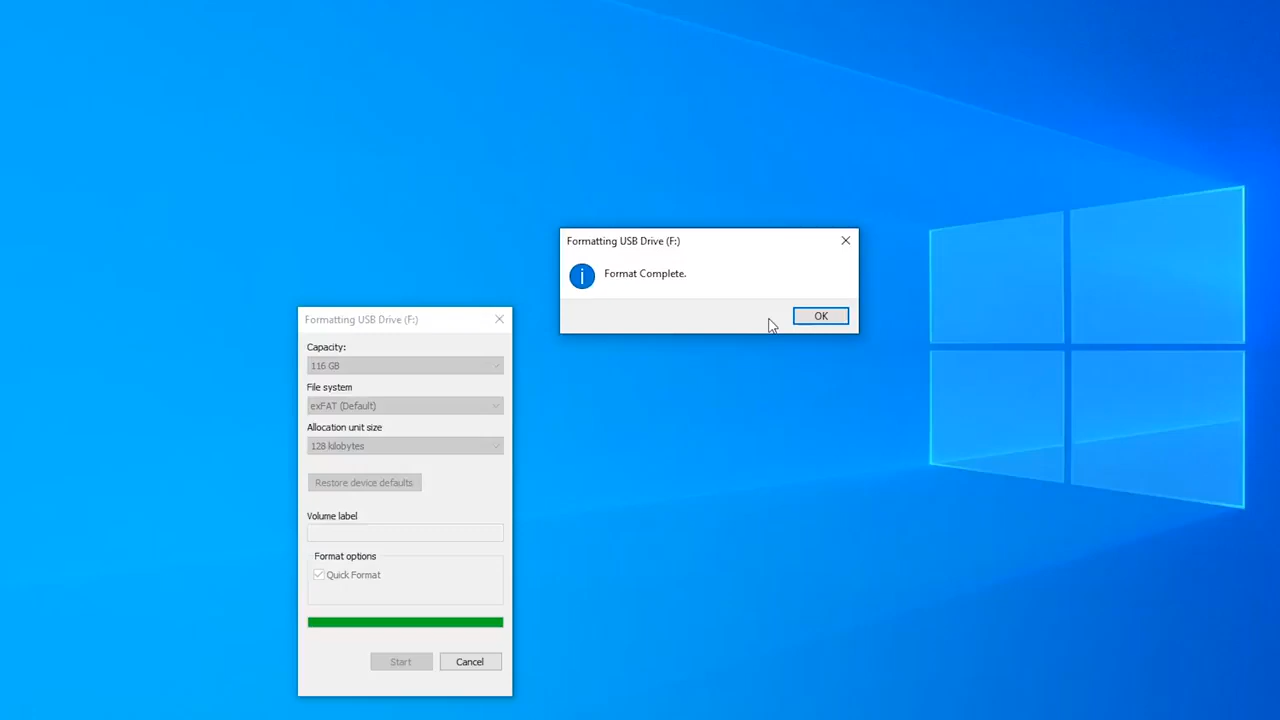 Formatting USB Drive (F:)
Format Complete.
OK
Formatting USB Drive (F:)
Capacity:
116 GB
File system
exFAT (Default)
Allocation unit size
128 kilobytes
Restore device defaults
Volume label
Format options
Quick Format
Start
Cancel